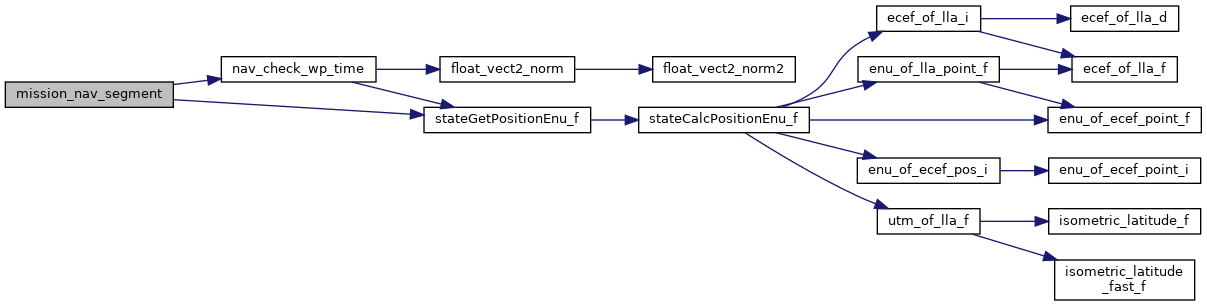 mission_nav_segment
nav_check_wp_time
stateGetPositionEnu_f
float_vect2_norm
float_vect2_norm2
stateCalcPositionEnu_f
ecef_of_lla_i
enu_of_lla_point_f
enu_of_ecef_pos_i
utm_of_lla_f
ecef_of_lla_d
ecef_of_lla_f
enu_of_ecef_point_f
enu_of_ecef_point_i
isometric_latitude_f
isometric_latitude
_fast_f